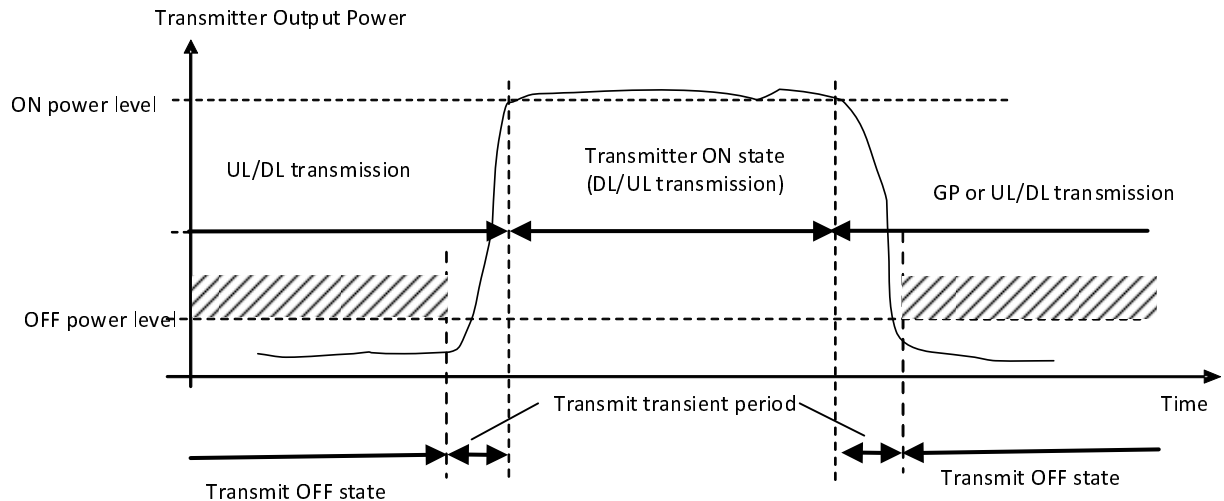 Transmitter Output Power
ON power level
UL/DL transmission
Transmitter ON state
(DL/UL transmission)
GP or UL/DL transmission
OFF power level
Transmit transient period
Time
Transmit OFF state
Transmit OFF state